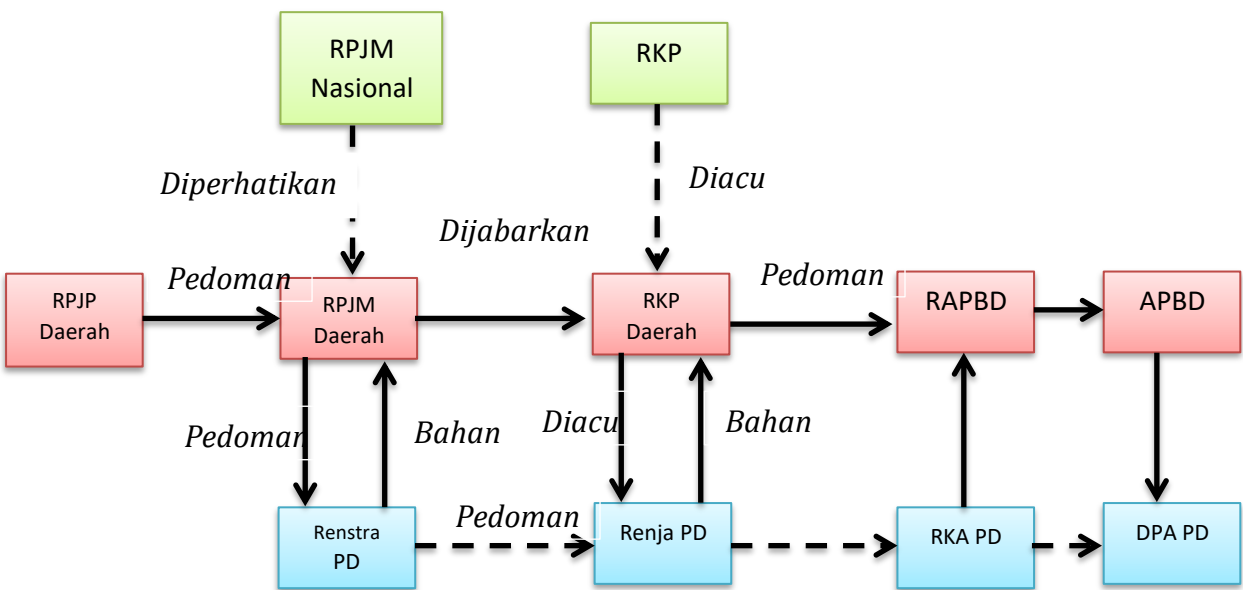 RPJM
Nasional
RKP
Diperhatikan
Diacu
Dijabarkan
Pedoman
Pedoman
RPJP
Daerah
RPJM
Daerah
RKP
Daerah
RAPBD
APBD
Pedoman
Bahan
Diacu
Bahan
Pedoman
Renstra
PD
Renja PD
RKA PD
DPA PD